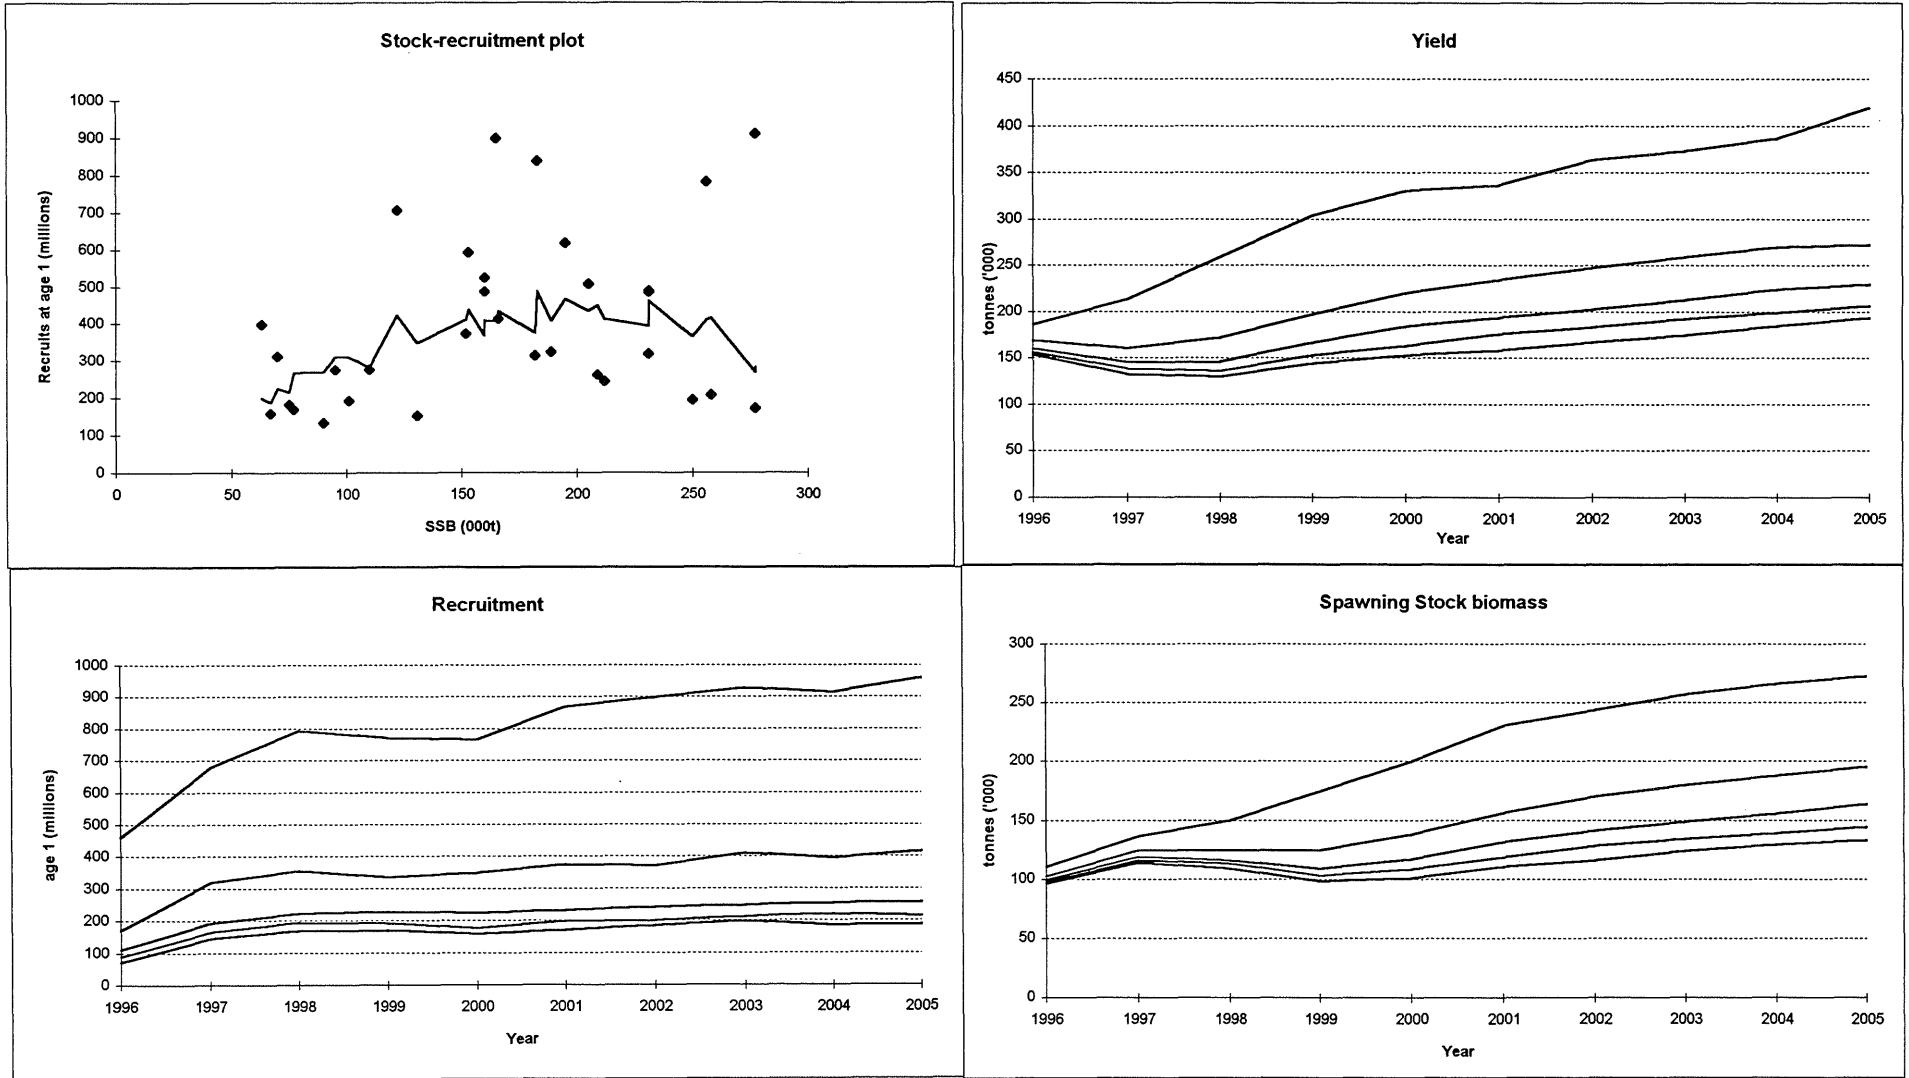 Stock-recruitment plot
Recruits at age 1 (millions)
1000
900
800
700
600
500
400
300
200
100
0
0 50 100 150 200 250 300
SSB (000t)
Yield
tonnes ('000)
450
400
350
300
250
200
150
100
50
0
1996 1997 1998 1999 2000 2001 2002 2003 2004 2005
Year
Recruitment
age 1 (millions)
1000
900
800
700
600
500
400
300
200
100
0
1996 1997 1998 1999 2000 2001 2002 2003 2004 2005
Year
Spawning Stock biomass
tonnes ('000)
300
250
200
150
100
50
0
1996 1997 1998 1999 2000 2001 2002 2003 2004 2005
Year